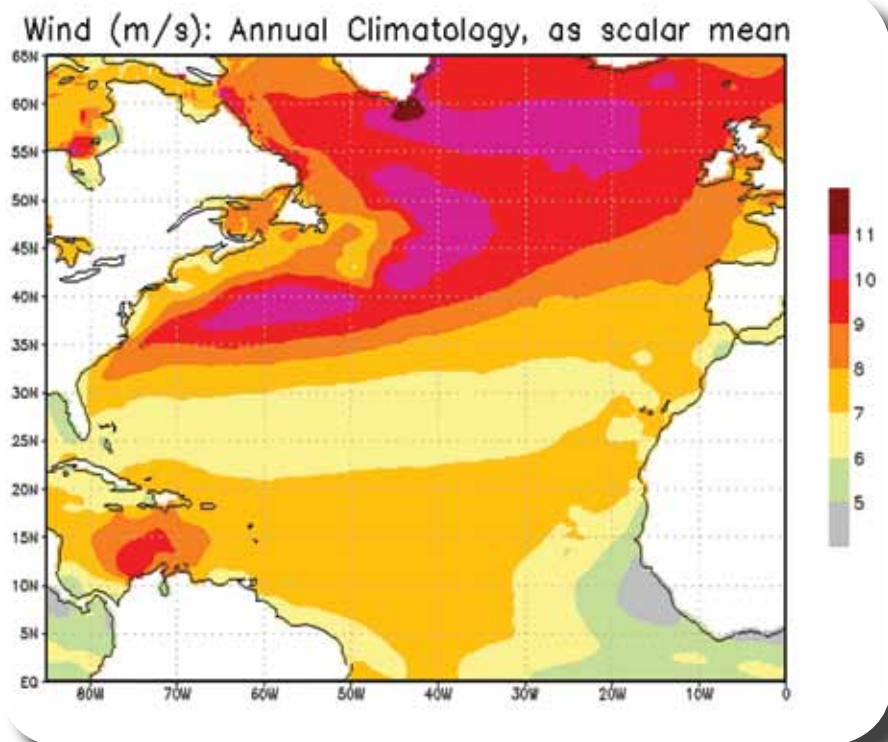 Wind (m/s): Annual Climatology, as scalar mean
65N
60N
55N
50N
45N
40N
35N
30N
25N
20N
15N
10N
5N
EQ
80W 70W 60W 50W 40W 30W 20W 10W 0
11
10
9
8
7
6
5